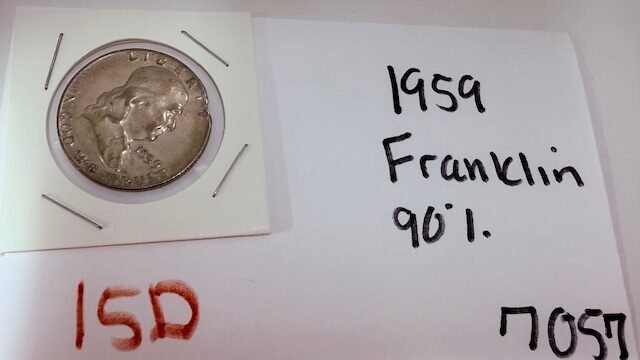 LIBERTY
IN GOD WE TRUST
1959
1959
Franklin
90%
15D
7057